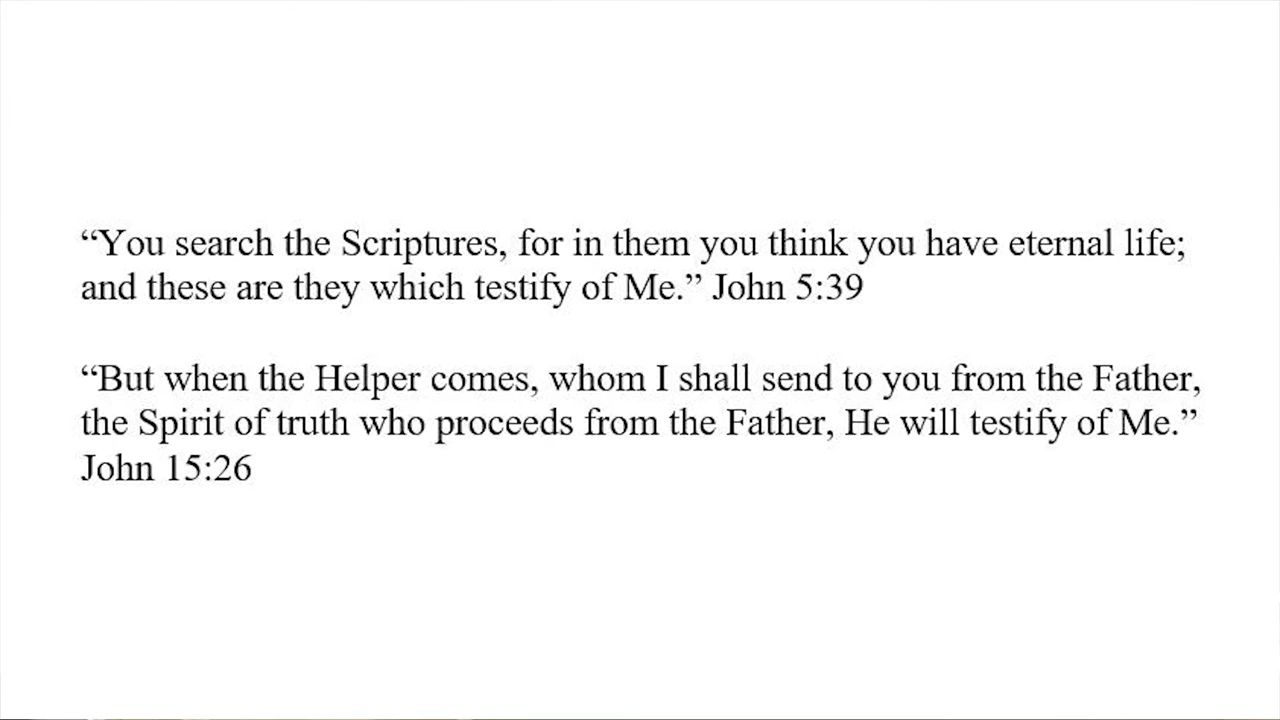 “You search the Scriptures, for in them you think you have eternal life;
and these are they which testify of Me.” John 5:39
“But when the Helper comes, whom I shall send to you from the Father,
the Spirit of truth who proceeds from the Father, He will testify of Me.”
John 15:26